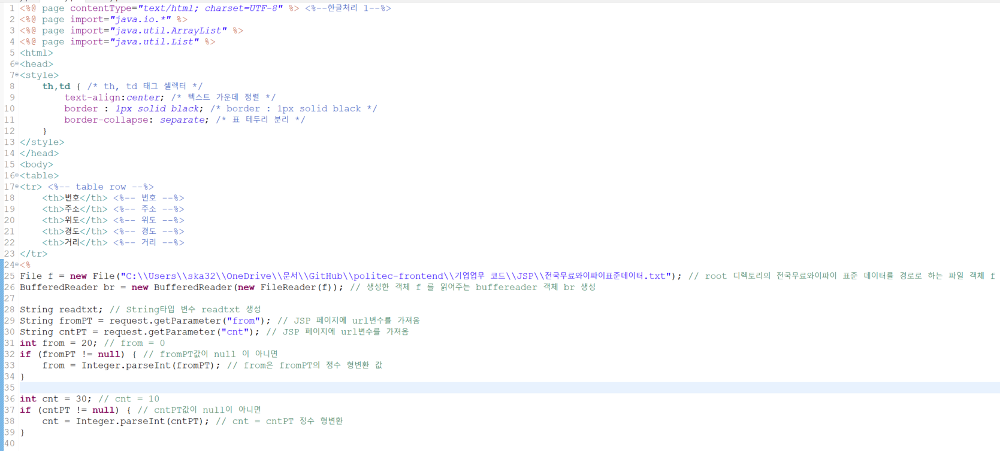 1 <%@ page contentType="text/html; charset=UTF-8" %> <%--한글처리 1--%>
2 <%@ page import="java.io.*" %>
3 <%@ page import="java.util.ArrayList" %>
4 <%@ page import="java.util.List" %>
5 <html>
6 <head>
7 <style>
8     th,td { /* th, td 태그 셀렉터 */
9         text-align:center; /* 텍스트 가운데 정렬 */
10         border : 1px solid black; /* border : 1px solid black */
11         border-collapse: separate; /* 표 테두리 분리 */
12     }
13 </style>
14 </head>
15 <body>
16 <table>
17 <tr> <%-- table row --%>
18     <th>번호</th> <%-- 번호 --%>
19     <th>주소</th> <%-- 주소 --%>
20     <th>위도</th> <%-- 위도 --%>
21     <th>경도</th> <%-- 경도 --%>
22     <th>거리</th> <%-- 거리 --%>
23 </tr>
24 <%
25 File f = new File("C:\\Users\\ska32\\OneDrive\\문서\\GitHub\\politec-frontend\\기업업무 코드\\JSP\\전국무료와이파이표준데이터.txt"); // root 디렉토리의 전국무료와이파이 표준 데이터를 경로로 하는 파일 객체 f
26 BufferedReader br = new BufferedReader(new FileReader(f)); // 생성한 객체 f 를 읽어주는 buffereader 객체 br 생성
27
28 String readtxt; // String타입 변수 readtxt 생성
29 String fromPT = request.getParameter("from"); // JSP 페이지에 url변수를 가져옴
30 String cntPT = request.getParameter("cnt"); // JSP 페이지에 url변수를 가져옴
31 int from = 20; // from = 0
32 if (fromPT != null) { // fromPT값이 null 이 아니면
33     from = Integer.parseInt(fromPT); // from은 fromPT의 정수 형변환 값
34 }
35
36 int cnt = 30; // cnt = 10
37 if (cntPT != null) { // cntPT값이 null이 아니면
38     cnt = Integer.parseInt(cntPT); // cnt = cntPT 정수 형변환
39 }
40